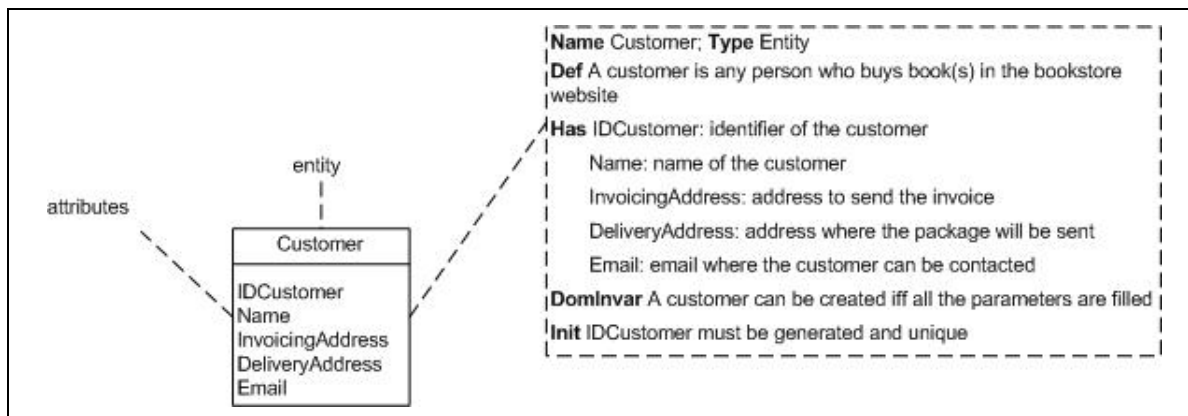 entity
attributes
Customer
IDCustomer
Name
InvoicingAddress
DeliveryAddress
Email
Name Customer; Type Entity
Def A customer is any person who buys book(s) in the bookstore
website
Has IDCustomer: identifier of the customer
Name: name of the customer
InvoicingAddress: address to send the invoice
DeliveryAddress: address where the package will be sent
Email: email where the customer can be contacted
DomInvar A customer can be created iff all the parameters are filled
Init IDCustomer must be generated and unique